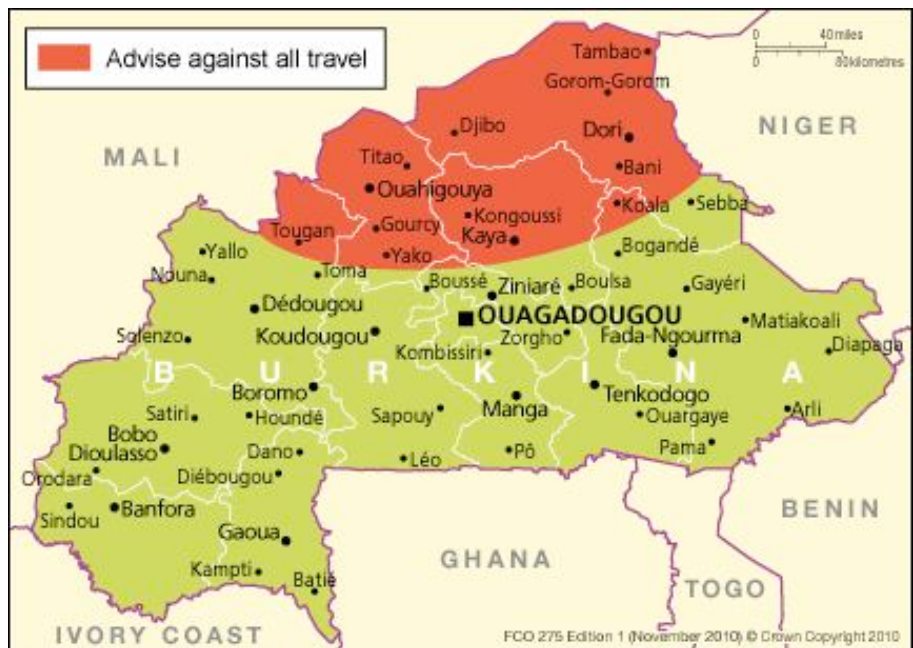 Advise against all travel
40 miles
80 kilometres
Tambao
Gorom-Gorom
Djibo
Dori
NIGER
MALI
Titao
Bani
Ouahigouya
Koala
Sebba
Kongoussi
Gourcy
Tougan
Kaya
Yako
Bogandé
Yallo
Toma
Nouna
Boussé
Ziniaré
Boulsa
Gayéri
Dédougou
OUAGADOUGOU
Matiakoali
Koudougou
Zorgho
Fada-Ngourma
Solenzo
Kombissiri
Diapaga
BURKINA
Boromo
Tenkodogo
Manga
Satiri
Houndé
Sapouy
Ouargaye
Arli
Bobo
Dioulasso
Dano
Léo
Pô
Pama
Orodara
Diébougou
Sindou
Banfora
BENIN
Gaoua
GHANA
Kampti
Batié
TOGO
IVORY COAST
FCO 275 Edition 1 (November 2010) © Crown Copyright 2010